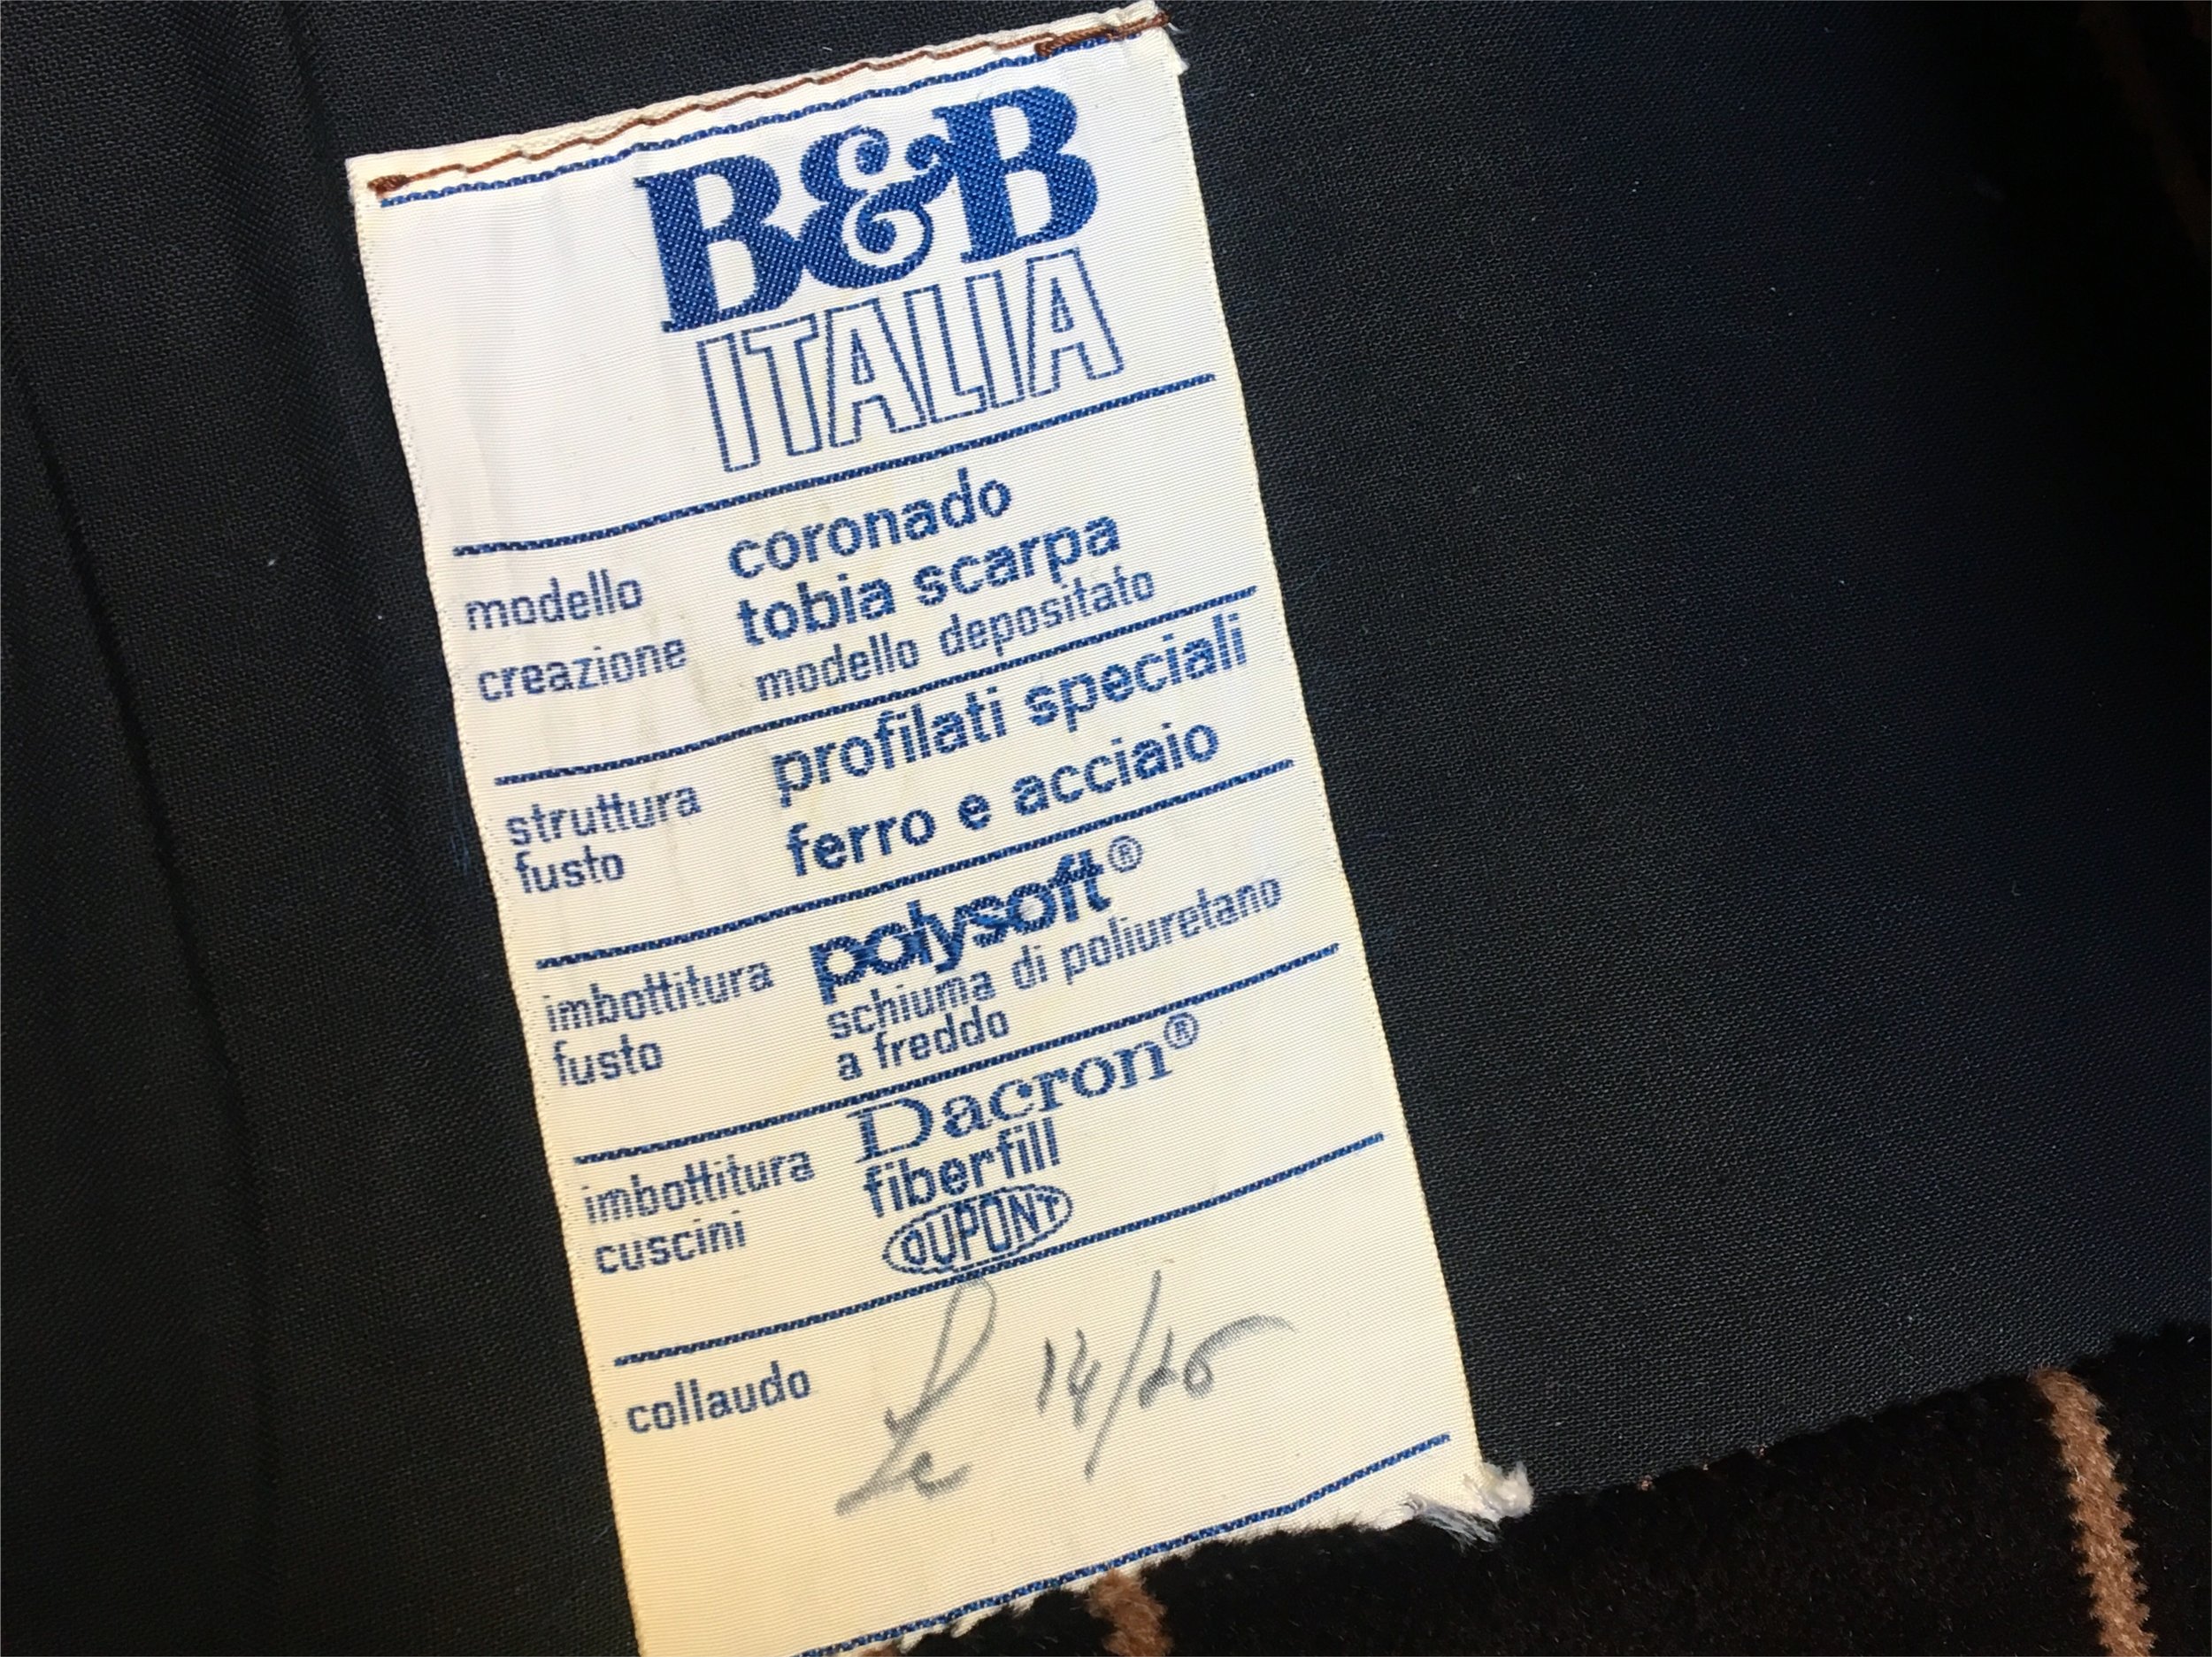 B&B
ITALIA
modello coronado
creazione tobia scarpa
modello depositato
struttura fusto profilati speciali
ferro e acciaio
imbottitura fusto polysoft®
schiuma di poliuretano
a freddo
imbottitura cuscini Dacron®
fiberfill
DUPONT
collaudo 14/